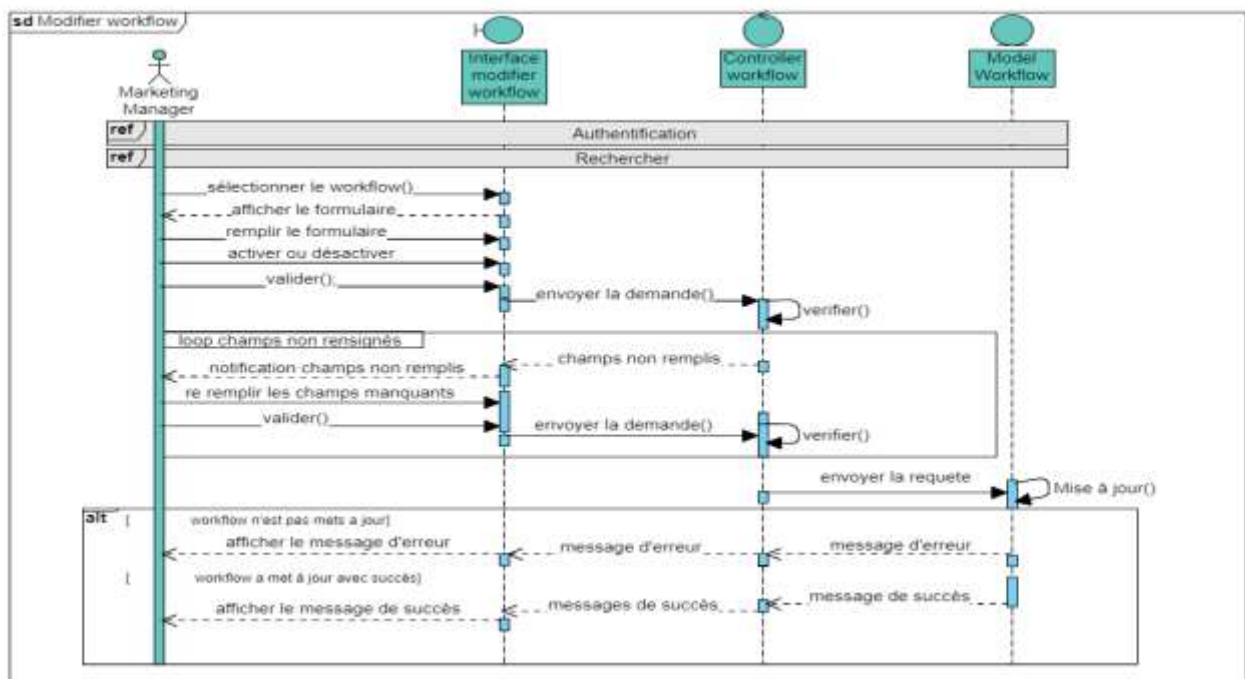 sd Modifier workflow
Marketing
Manager
Interface
modifier
workflow
Controller
workflow
Model
Workflow
ref
Authentification
ref
Rechercher
sélectionner le workflow()
afficher le formulaire
remplir le formulaire
activer ou désactiver
valider();
envoyer la demande()
verifier()
loop champs non rensignés
champs non remplis
notification champs non remplis
re remplir les champs manquants
valider()
envoyer la demande()
verifier()
envoyer la requete
Mise à jour()
alt
[ workflow n'est pas mets a jour]
afficher le message d'erreur
message d'erreur
message d'erreur
[ workflow a met à jour avec succès]
message de succès
messages de succès
afficher le message de succès